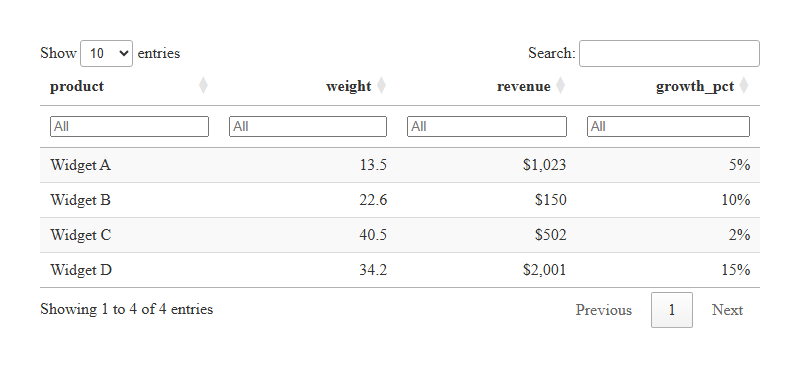 Show 10 entries Search:
product weight revenue growth_pct
All All All All
Widget A 13.5 $1,023 5%
Widget B 22.6 $150 10%
Widget C 40.5 $502 2%
Widget D 34.2 $2,001 15%
Showing 1 to 4 of 4 entries Previous 1 Next